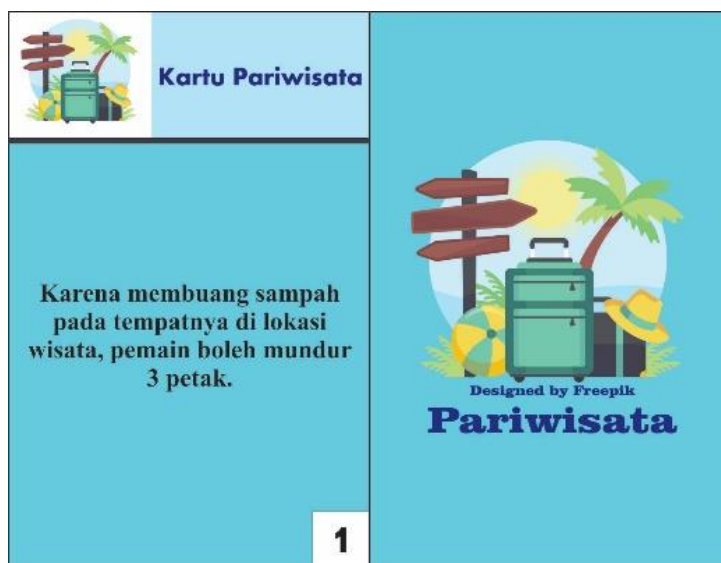 Kartu Pariwisata
Karena membuang sampah
pada tempatnya di lokasi
wisata, pemain boleh mundur
3 petak.
1
Designed by Freepik
Pariwisata